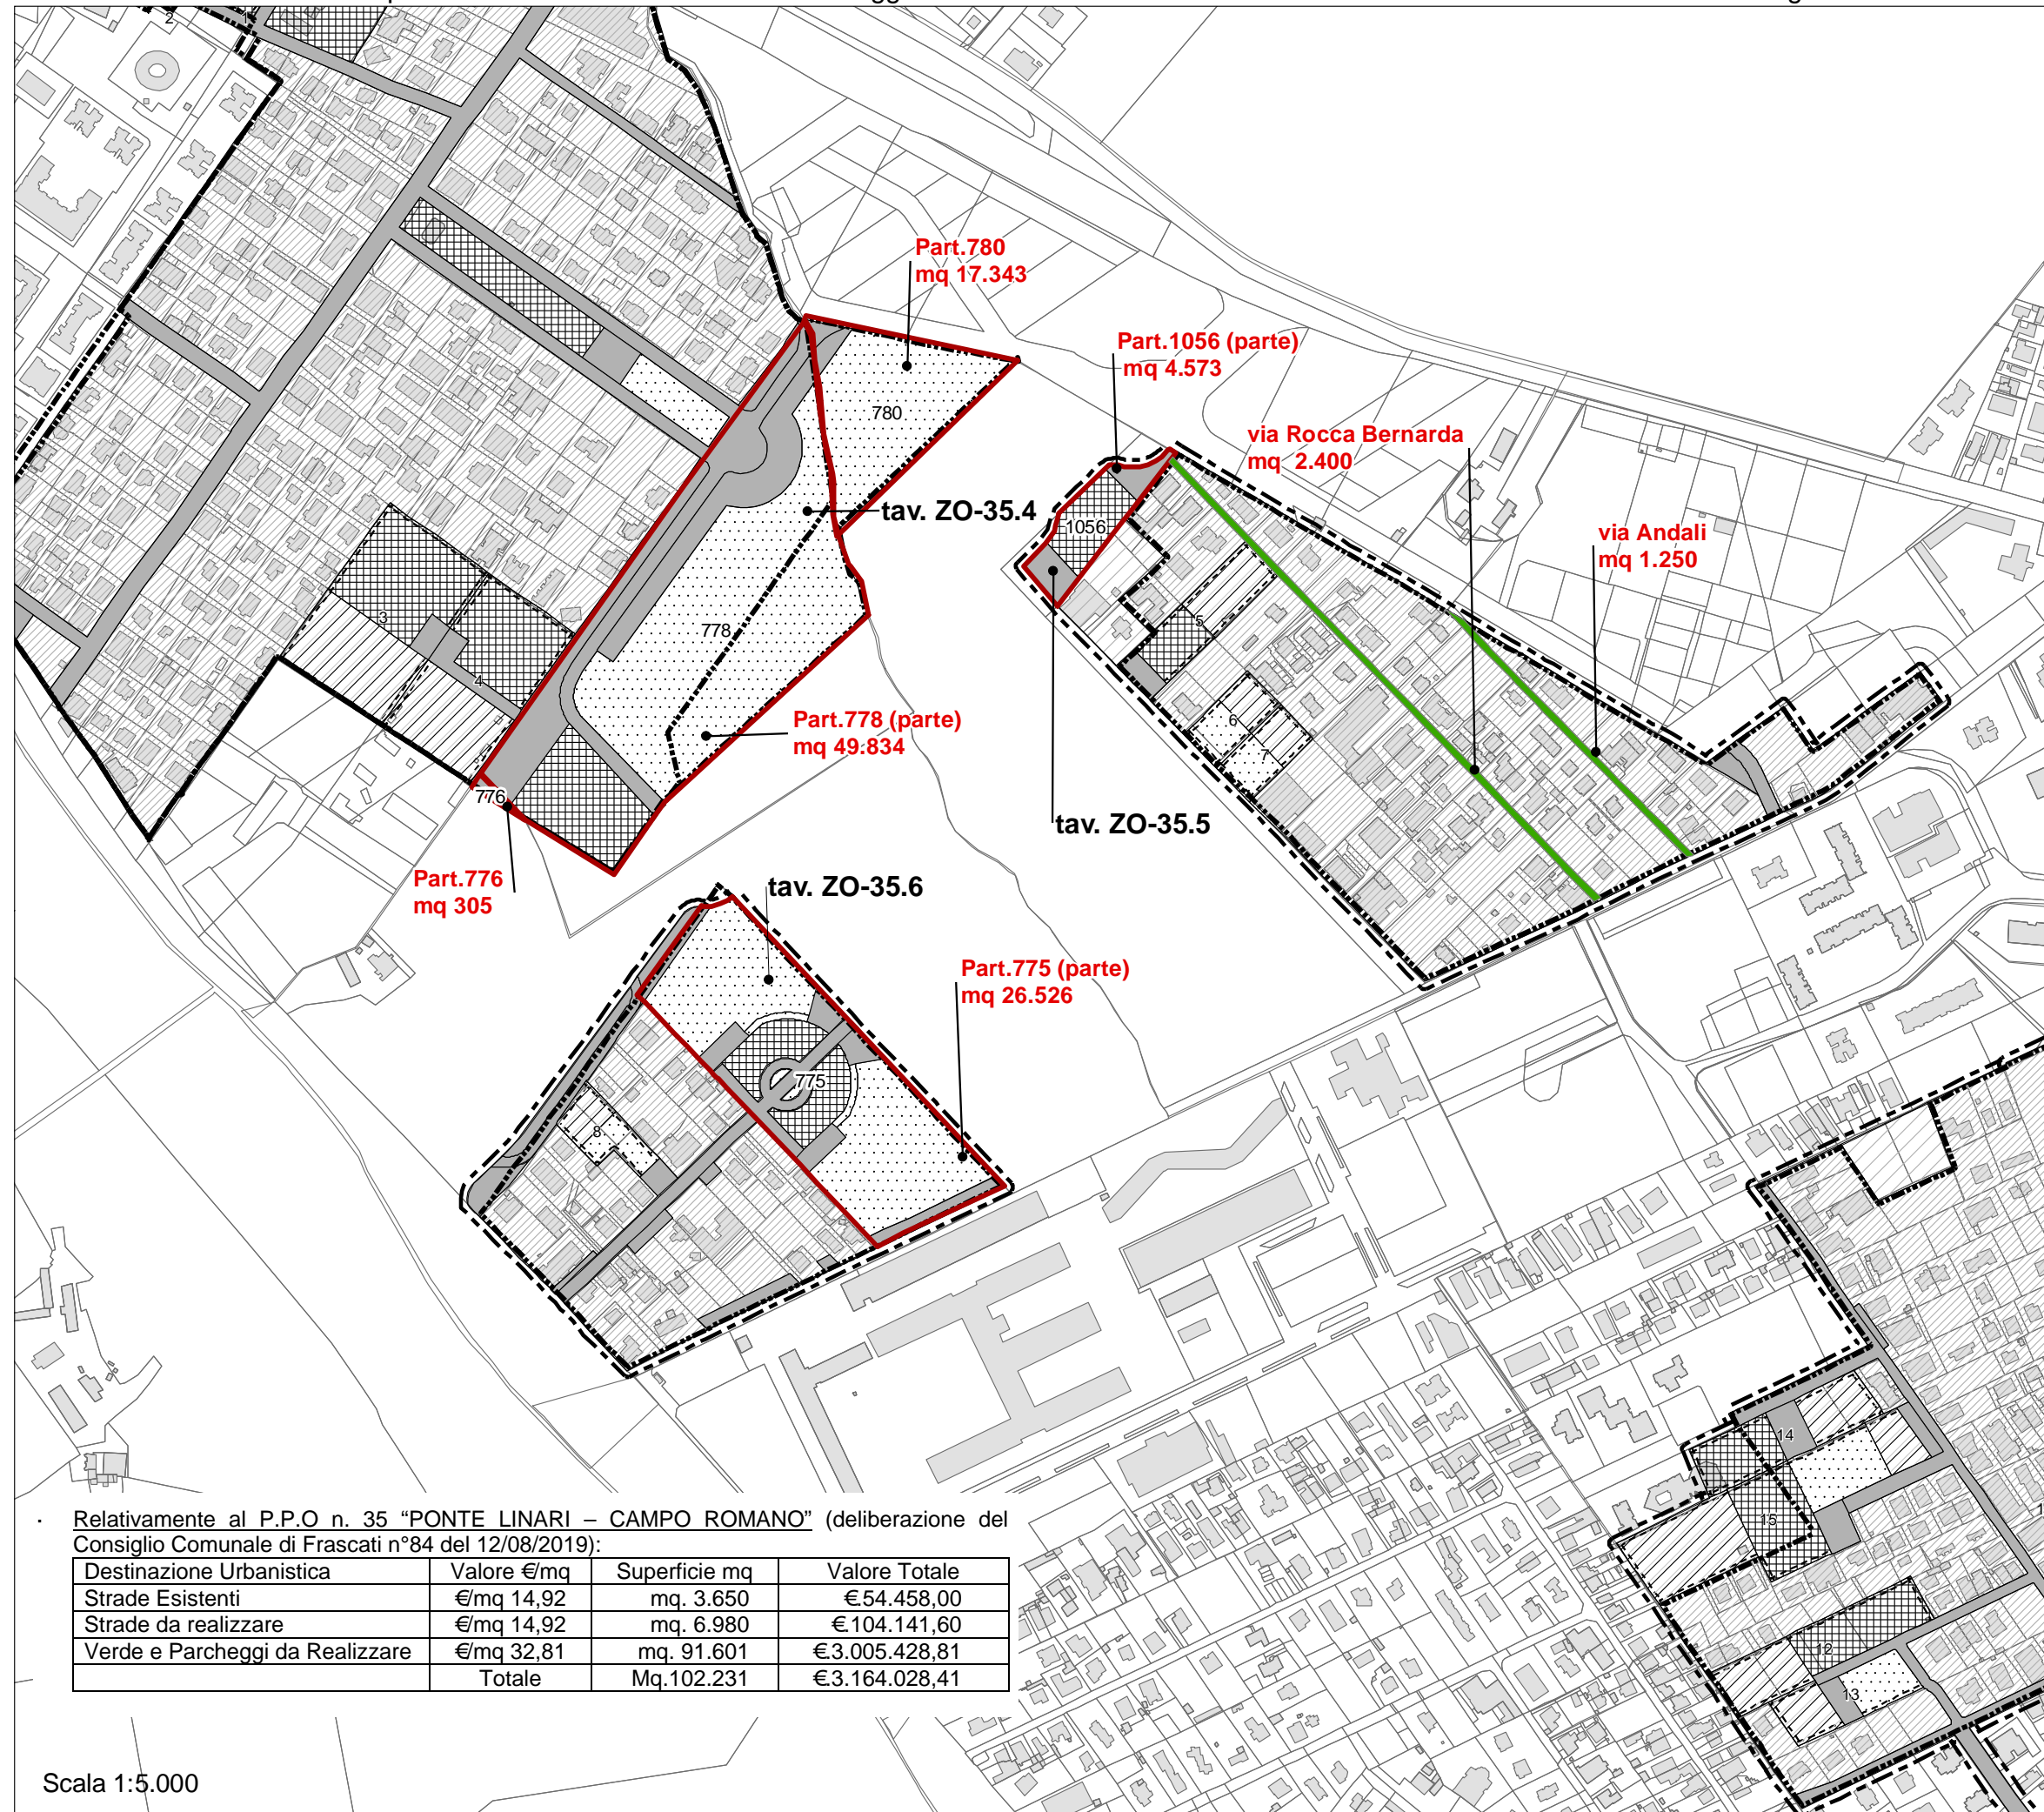 2
1
Part.780
mq 17.343
780
Part.1056 (parte)
mq 4.573
via Rocca Bernarda
mq 2.400
tav. ZO-35.4
1056
via Andali
mq 1.250
3
778
5
4
6
7
Part.778 (parte)
mq 49.834
776
tav. ZO-35.5
Part.776
mq 305
tav. ZO-35.6
Part.775 (parte)
mq 26.526
775
8
14
15
12
13
Relativamente al P.P.O n. 35 “PONTE LINARI – CAMPO ROMANO” (deliberazione del
Consiglio Comunale di Frascati n°84 del 12/08/2019):
Destinazione Urbanistica Valore €/mq Superficie mq Valore Totale
Strade Esistenti €/mq 14,92 mq. 3.650 €.54.458,00
Strade da realizzare €/mq 14,92 mq. 6.980 €.104.141,60
Verde e Parcheggi da Realizzare €/mq 32,81 mq. 91.601 €3.005.428,81
Totale Mq.102.231 €3.164.028,41
Scala 1:5.000